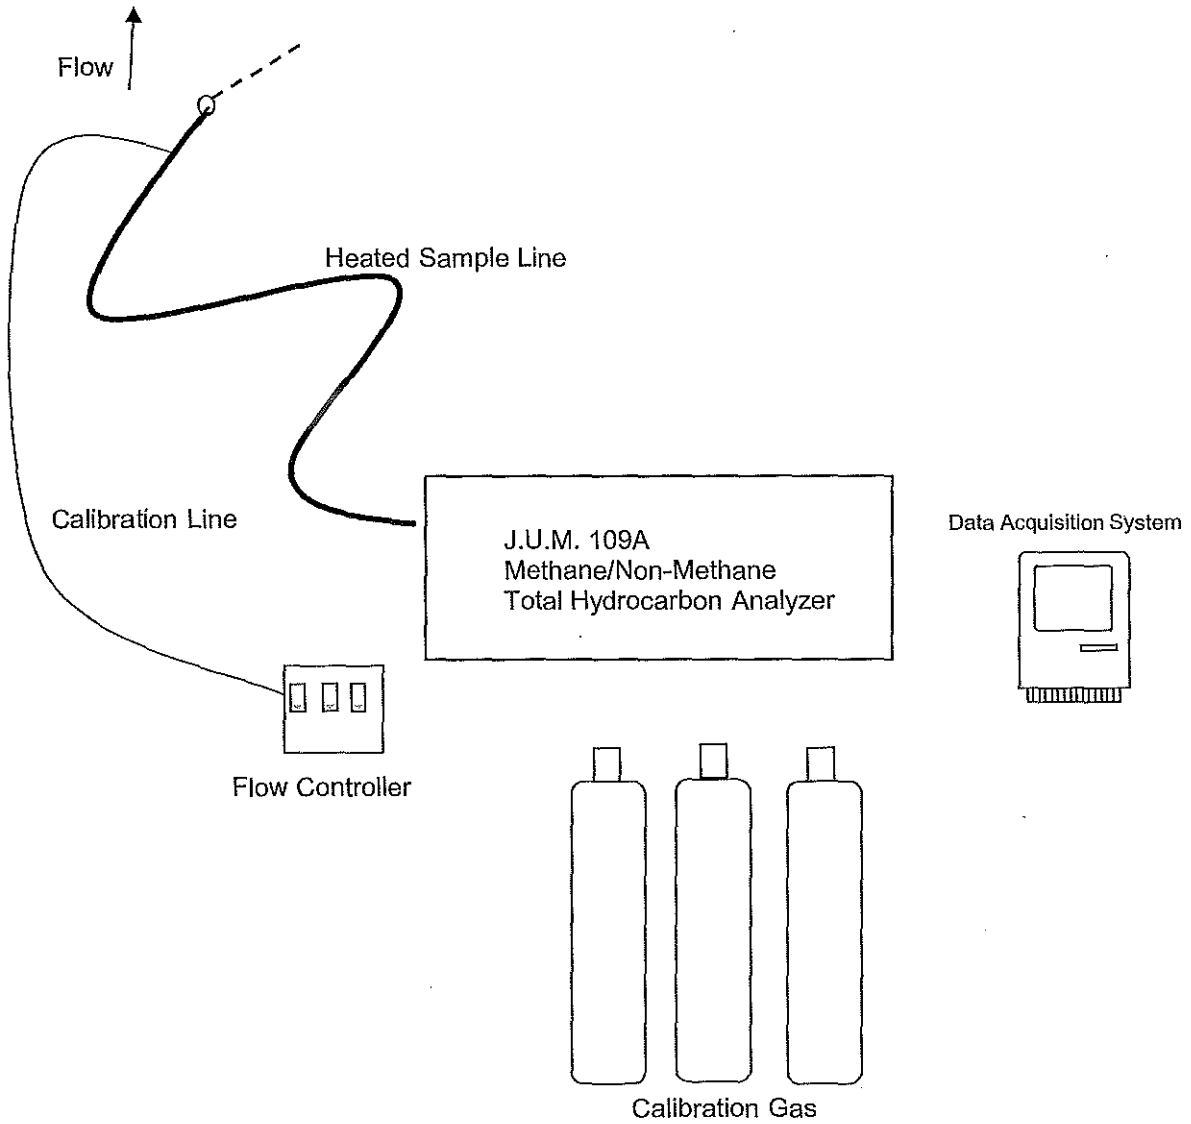 Flow
Heated Sample Line
Calibration Line
J.U.M. 109A
Methane/Non-Methane
Total Hydrocarbon Analyzer
Data Acquisition System
Flow Controller
Calibration Gas